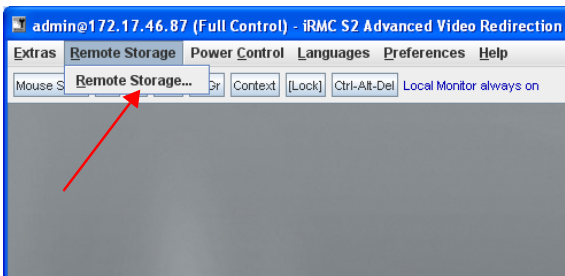 admin@172.17.46.87 (Full Control) - iRMC S2 Advanced Video Redirection
Extras Remote Storage Power Control Languages Preferences Help
Remote Storage...
Mouse S Gr Context [Lock] Ctrl-Alt-Del Local Monitor always on